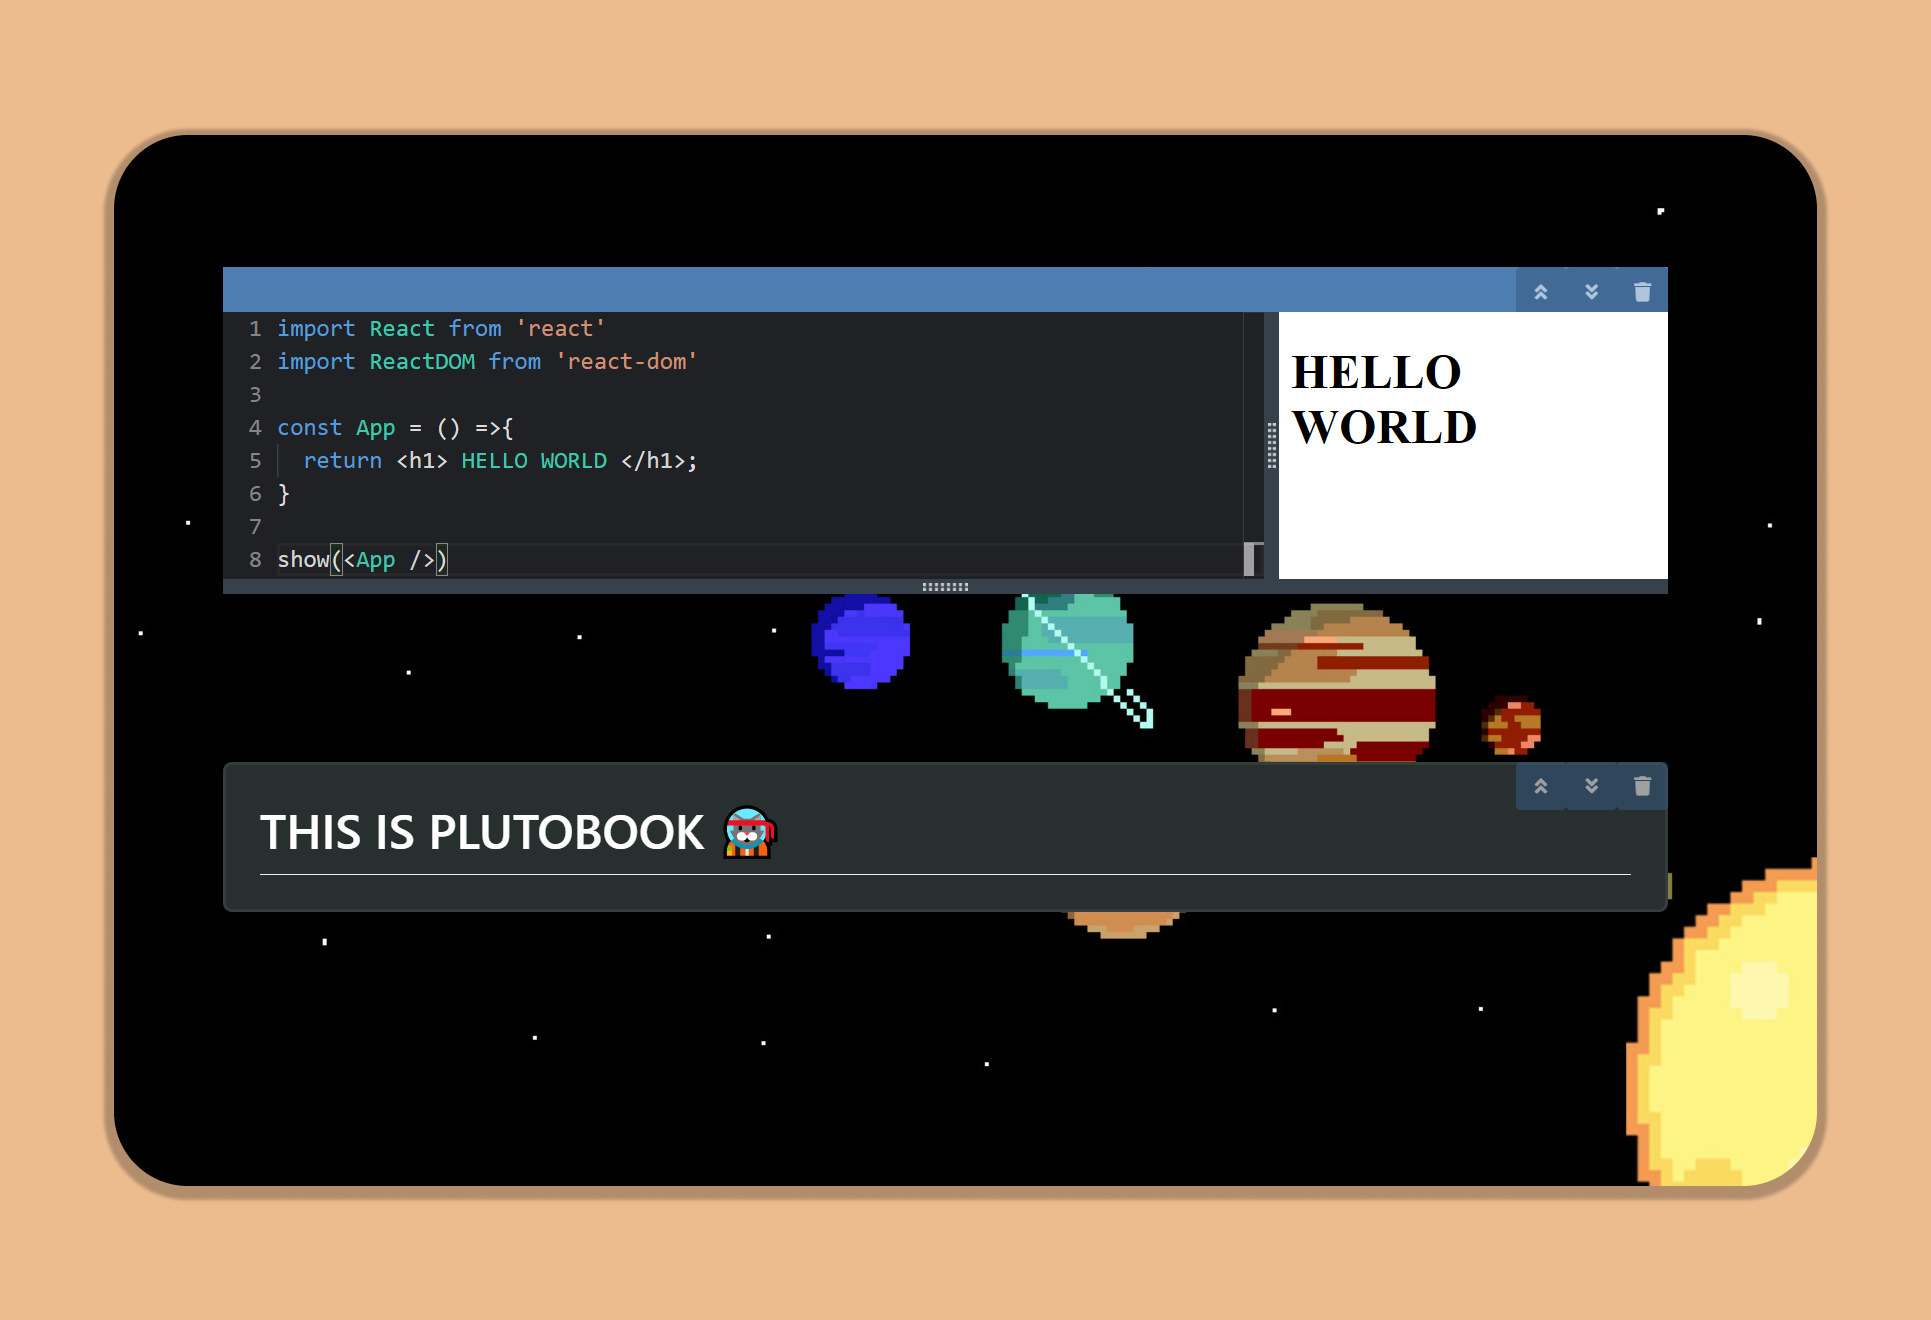 1 import React from 'react'
2 import ReactDOM from 'react-dom'
3
4 const App = () =>{
5   return <h1> HELLO WORLD </h1>;
6 }
7
8 show(<App />)
HELLO
WORLD
THIS IS PLUTOBOOK